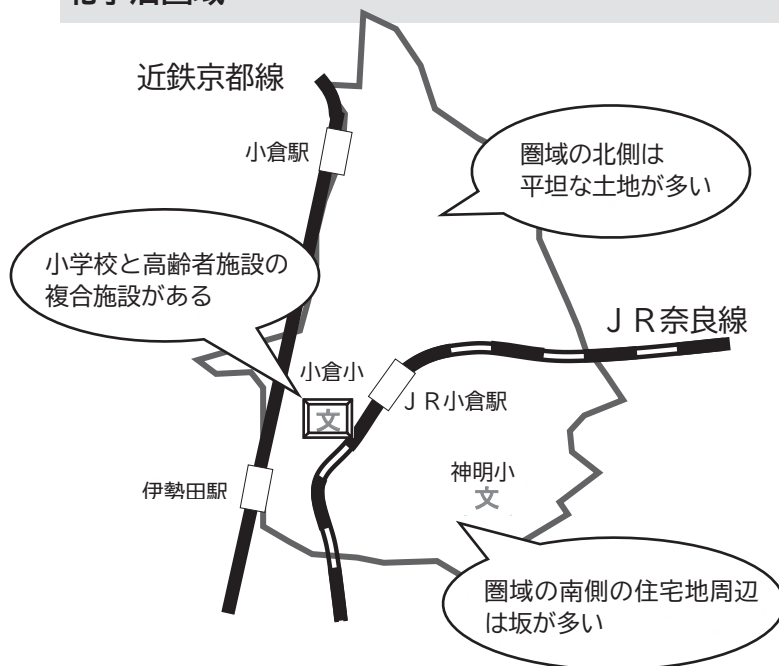 近鉄京都線
小倉駅
圏域の北側は
平坦な土地が多い
小学校と高齢者施設の
複合施設がある
ＪＲ奈良線
小倉小
文
ＪＲ小倉駅
神明小
文
伊勢田駅
圏域の南側の住宅地周辺
は坂が多い